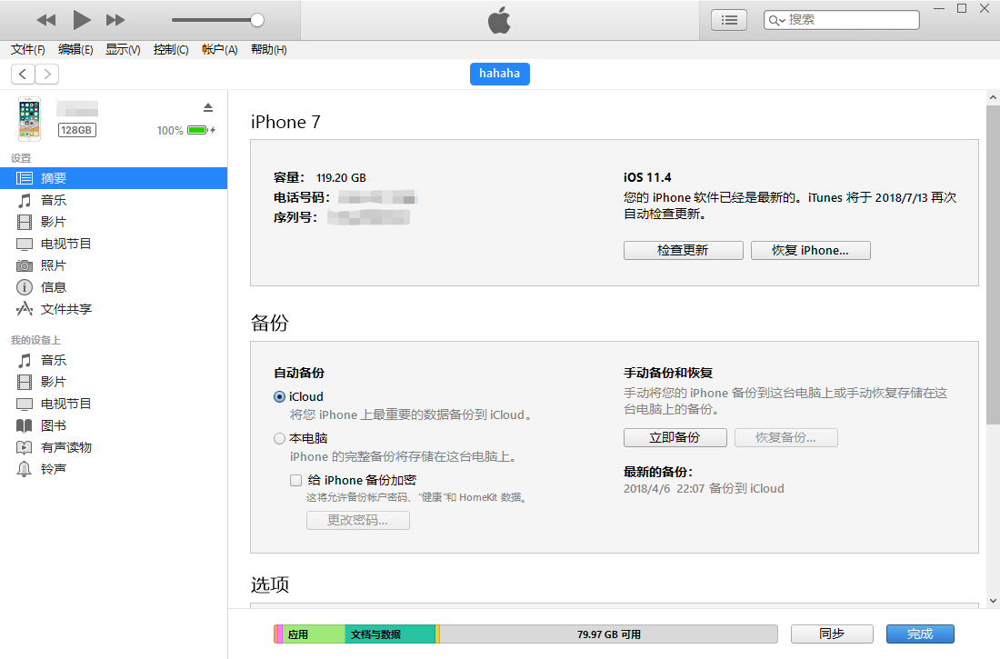 搜索
文件(F) 编辑(E) 显示(V) 控制(C) 帐户(A) 帮助(H)
hahaha
128GB
100%
设置
摘要
音乐
影片
电视节目
照片
信息
文件共享
我的设备上
音乐
影片
电视节目
图书
有声读物
铃声
iPhone 7
容量： 119.20 GB
电话号码：
序列号：
iOS 11.4
您的 iPhone 软件已经是最新的。iTunes 将于 2018/7/13 再次
自动检查更新。
检查更新 恢复 iPhone...
备份
自动备份
iCloud
将您 iPhone 上最重要的数据备份到 iCloud。
本电脑
iPhone 的完整备份将存储在这台电脑上。
给 iPhone 备份加密
这将允许备份帐户密码、“健康”和 HomeKit 数据。
更改密码...
手动备份和恢复
手动将您的 iPhone 备份到这台电脑上或手动恢复存储在这
台电脑上的备份。
立即备份 恢复备份...
最新的备份：
2018/4/6 22:07 备份到 iCloud
选项
应用 文档与数据 79.97 GB 可用 同步 完成